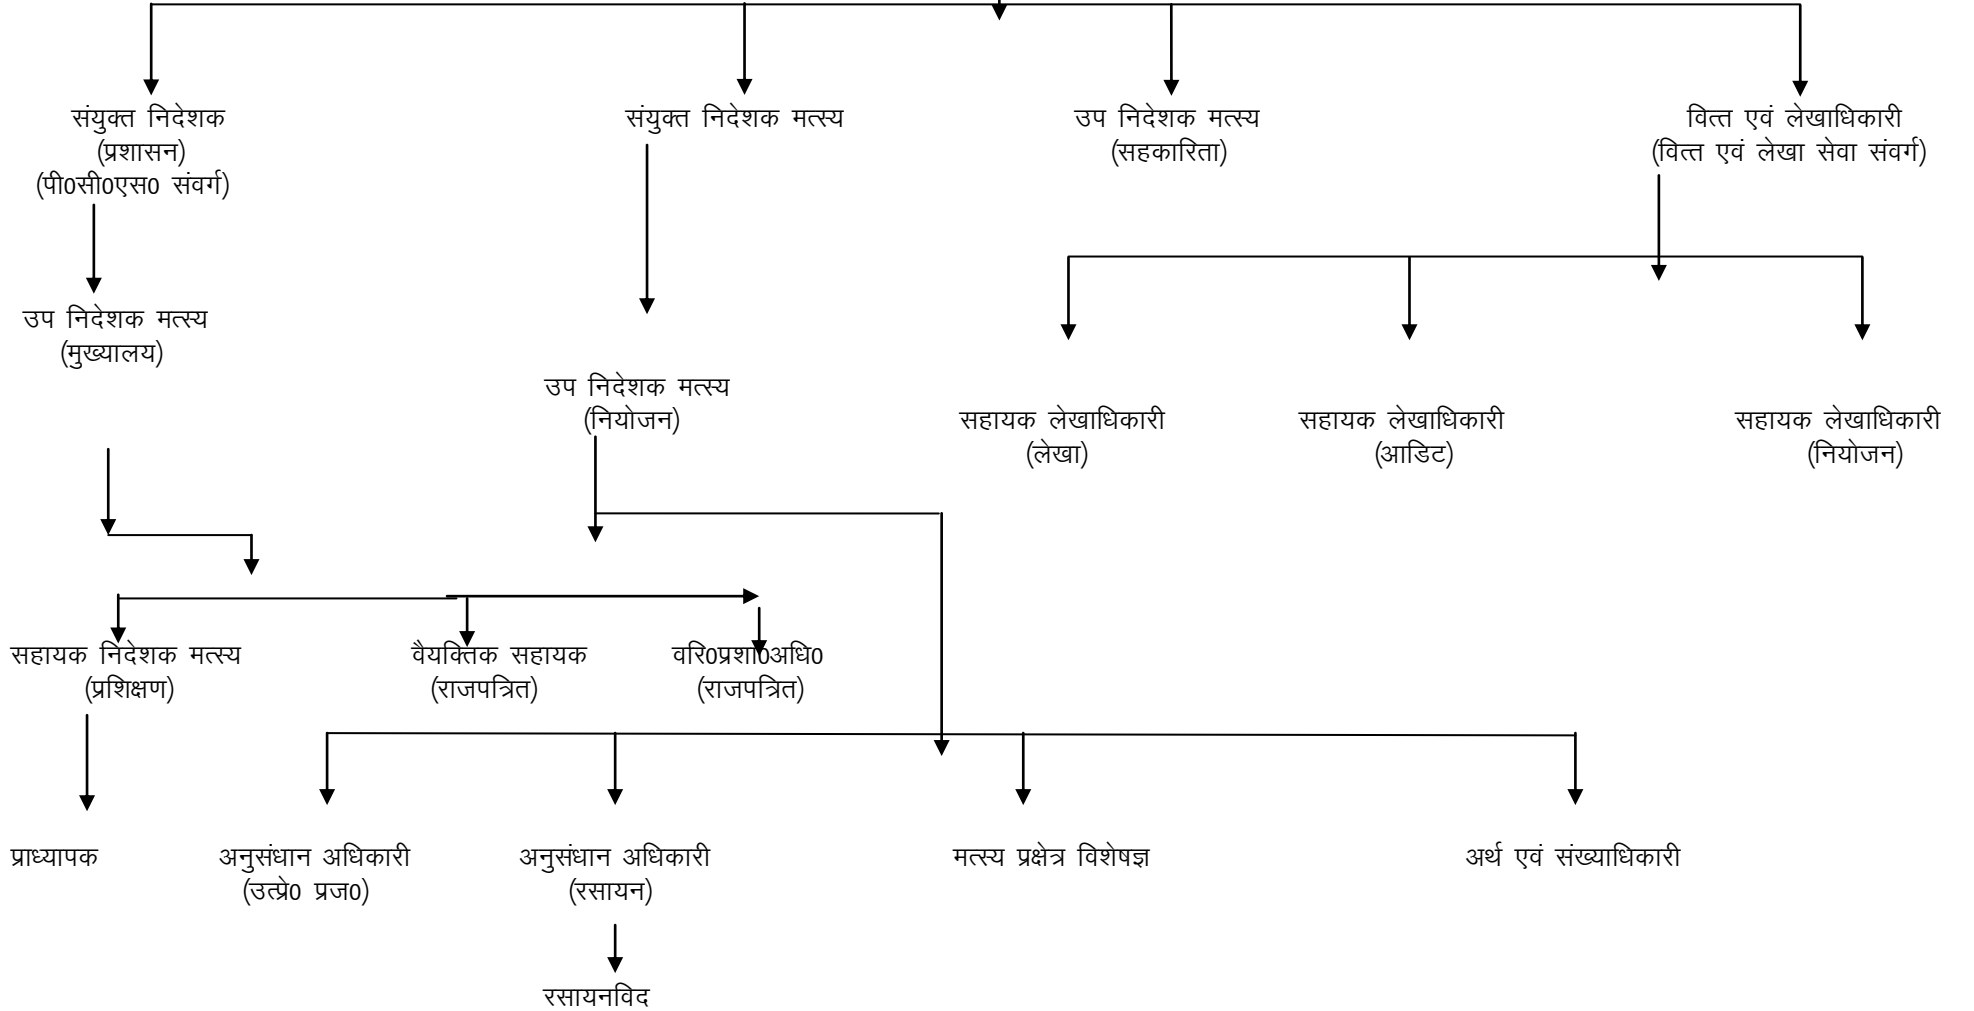 संयुक्त निदेशक
(प्रशासन)
(पी0सी0एस0 संवर्ग)
संयुक्त निदेशक मत्स्य
उप निदेशक मत्स्य
(सहकारिता)
वित्त एवं लेखाधिकारी
(वित्त एवं लेखा सेवा संवर्ग)
उप निदेशक मत्स्य
(मुख्यालय)
उप निदेशक मत्स्य
(नियोजन)
सहायक लेखाधिकारी
(लेखा)
सहायक लेखाधिकारी
(आडिट)
सहायक लेखाधिकारी
(नियोजन)
सहायक निदेशक मत्स्य
(प्रशिक्षण)
वैयक्तिक सहायक
(राजपत्रित)
वरि0प्रशा0अधि0
(राजपत्रित)
प्राध्यापक
अनुसंधान अधिकारी
(उत्प्रे0 प्रज0)
अनुसंधान अधिकारी
(रसायन)
मत्स्य प्रक्षेत्र विशेषज्ञ
अर्थ एवं संख्याधिकारी
रसायनविद